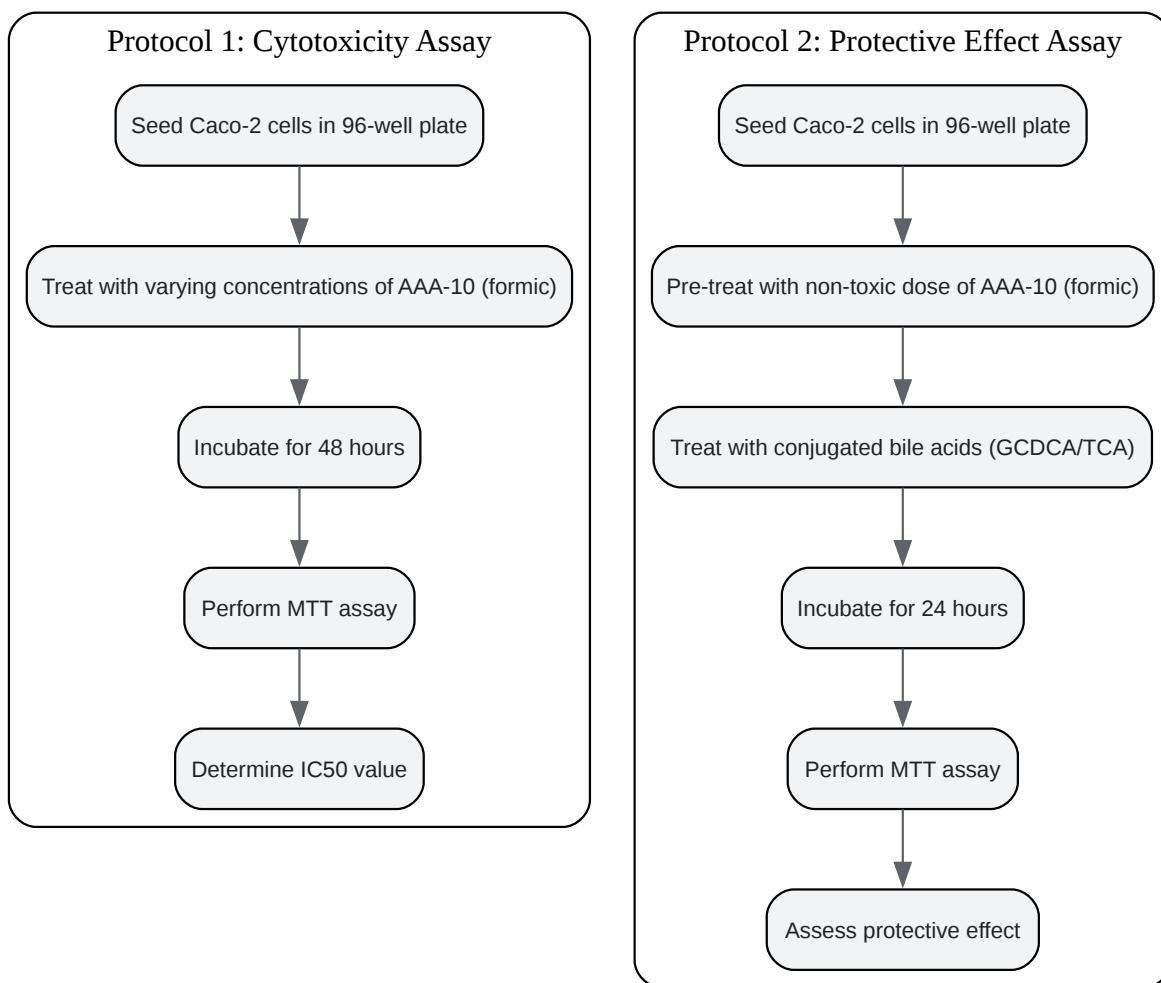 Protocol 1: Cytotoxicity Assay
Seed Caco-2 cells in 96-well plate
Treat with varying concentrations of AAA-10 (formic)
Incubate for 48 hours
Perform MTT assay
Determine IC50 value
Protocol 2: Protective Effect Assay
Seed Caco-2 cells in 96-well plate
Pre-treat with non-toxic dose of AAA-10 (formic)
Treat with conjugated bile acids (GCDCA/TCA)
Incubate for 24 hours
Perform MTT assay
Assess protective effect